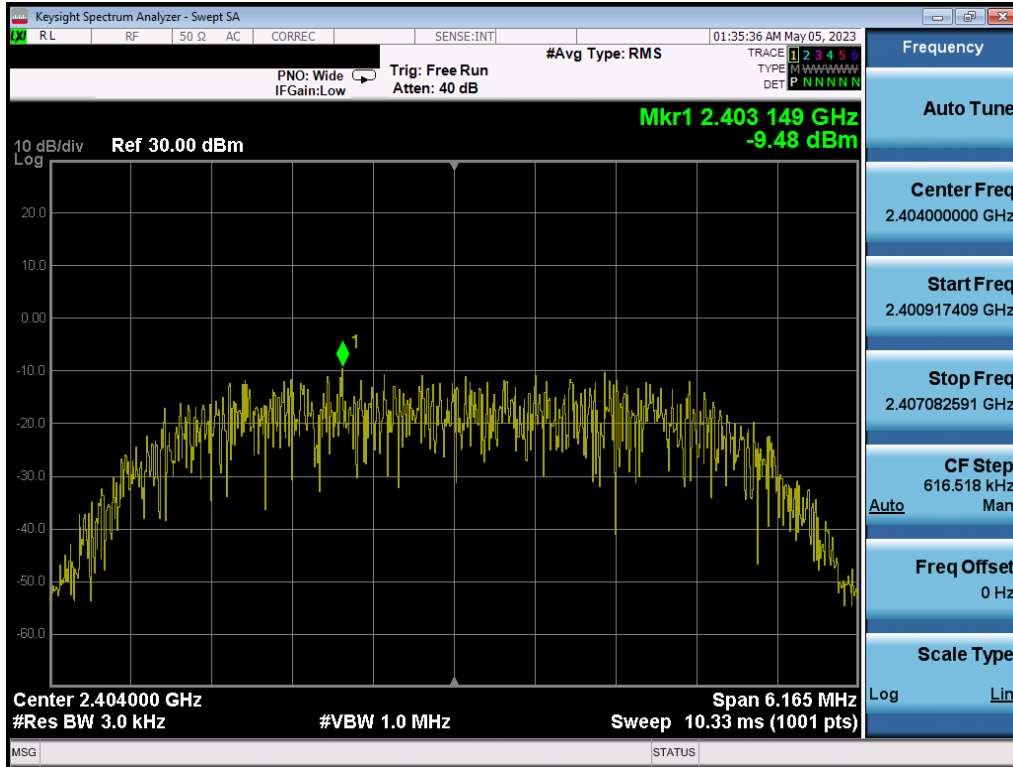 Keysight Spectrum Analyzer - Swept SA
LXI RL RF 50 Ω AC CORREC SENSE:INT 01:35:36 AM May 05, 2023
#Avg Type: RMS
TRACE 1 2 3 4 5 6
TYPE M W W W W W
DET P N N N N N
PNO: Wide
IFGain:Low
Trig: Free Run
Atten: 40 dB
Mkr1 2.403 149 GHz
-9.48 dBm
10 dB/div Ref 30.00 dBm
Log
20.0
10.0
0.00
-10.0
-20.0
-30.0
-40.0
-50.0
-60.0
1
Center 2.404000 GHz
Span 6.165 MHz
#Res BW 3.0 kHz
#VBW 1.0 MHz
Sweep 10.33 ms (1001 pts)
MSG
STATUS
Frequency
Auto Tune
Center Freq
2.404000000 GHz
Start Freq
2.400917409 GHz
Stop Freq
2.407082591 GHz
CF Step
616.518 kHz
Auto Man
Freq Offset
0 Hz
Scale Type
Log Lin